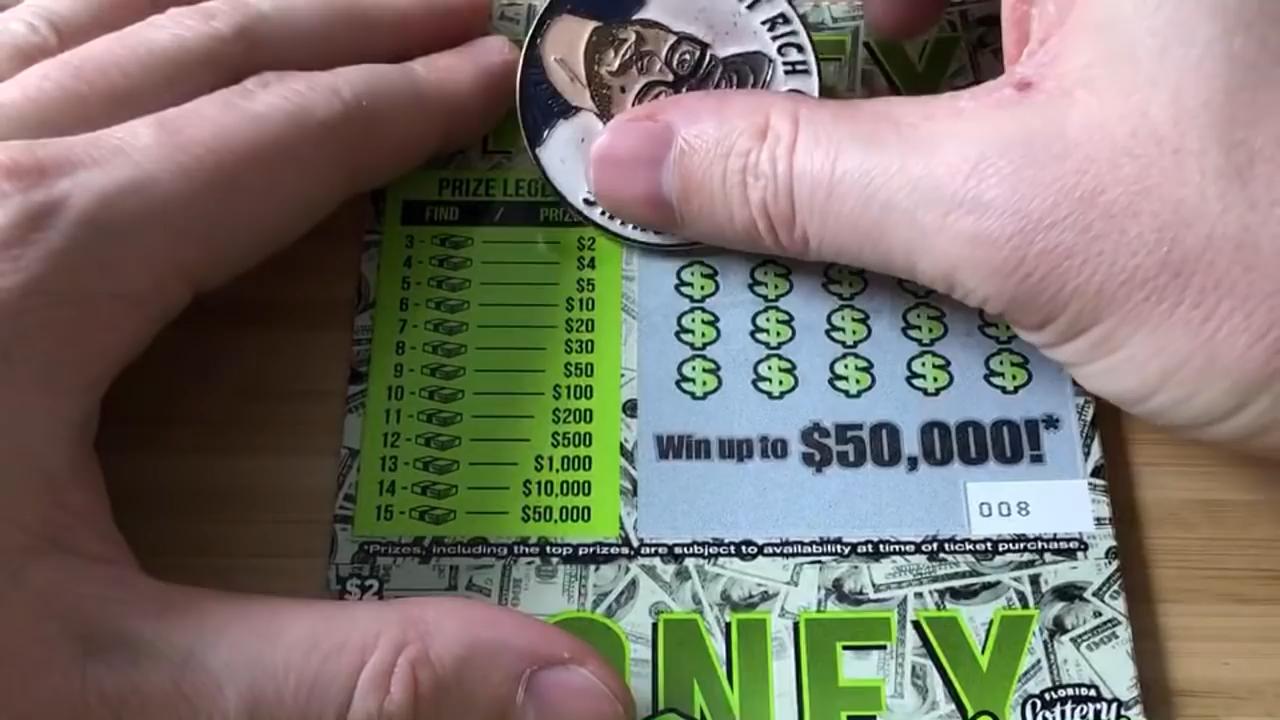 RICH
PRIZE
FIND / PRIZE
3 - $2
4 - $4
5 - $5
6 - $10
7 - $20
8 - $30
9 - $50
10 - $100
11 - $200
12 - $500
13 - $1,000
14 - $10,000
15 - $50,000
$ $ $ $ $
$ $ $ $ $
$ $ $ $ $
Win up to $50,000!*
008
*Prizes, including the top prizes, are subject to availability at time of ticket purchase.
$2
ONEY
FLORIDA
Lottery